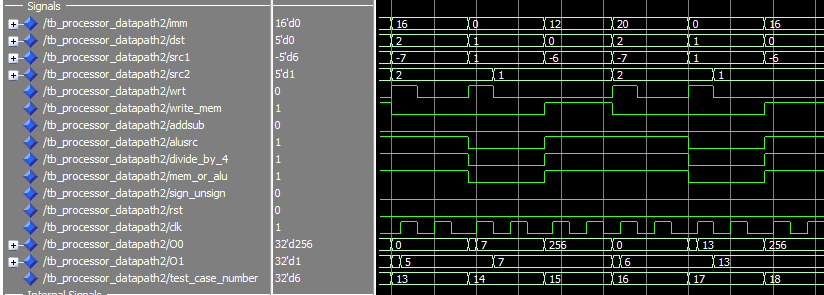 Signals
/tb_processor_datapath2/imm 16'd0 16 0 12 20 0 16
/tb_processor_datapath2/dst 5'd0 2 1 0 2 1 0
/tb_processor_datapath2/src1 -5'd6 -7 1 -6 -7 1 -6
/tb_processor_datapath2/src2 5'd1 2 1 2 1
/tb_processor_datapath2/wrt 0
/tb_processor_datapath2/write_mem 1
/tb_processor_datapath2/addsub 0
/tb_processor_datapath2/alusrc 1
/tb_processor_datapath2/divide_by_4 1
/tb_processor_datapath2/mem_or_alu 1
/tb_processor_datapath2/sign_unsign 0
/tb_processor_datapath2/rst 0
/tb_processor_datapath2/clk 1
/tb_processor_datapath2/O0 32'd256 0 7 256 0 13 256
/tb_processor_datapath2/O1 32'd1 5 7 6 13
/tb_processor_datapath2/test_case_number 32'd6 13 14 15 16 17 18
Internal Signals